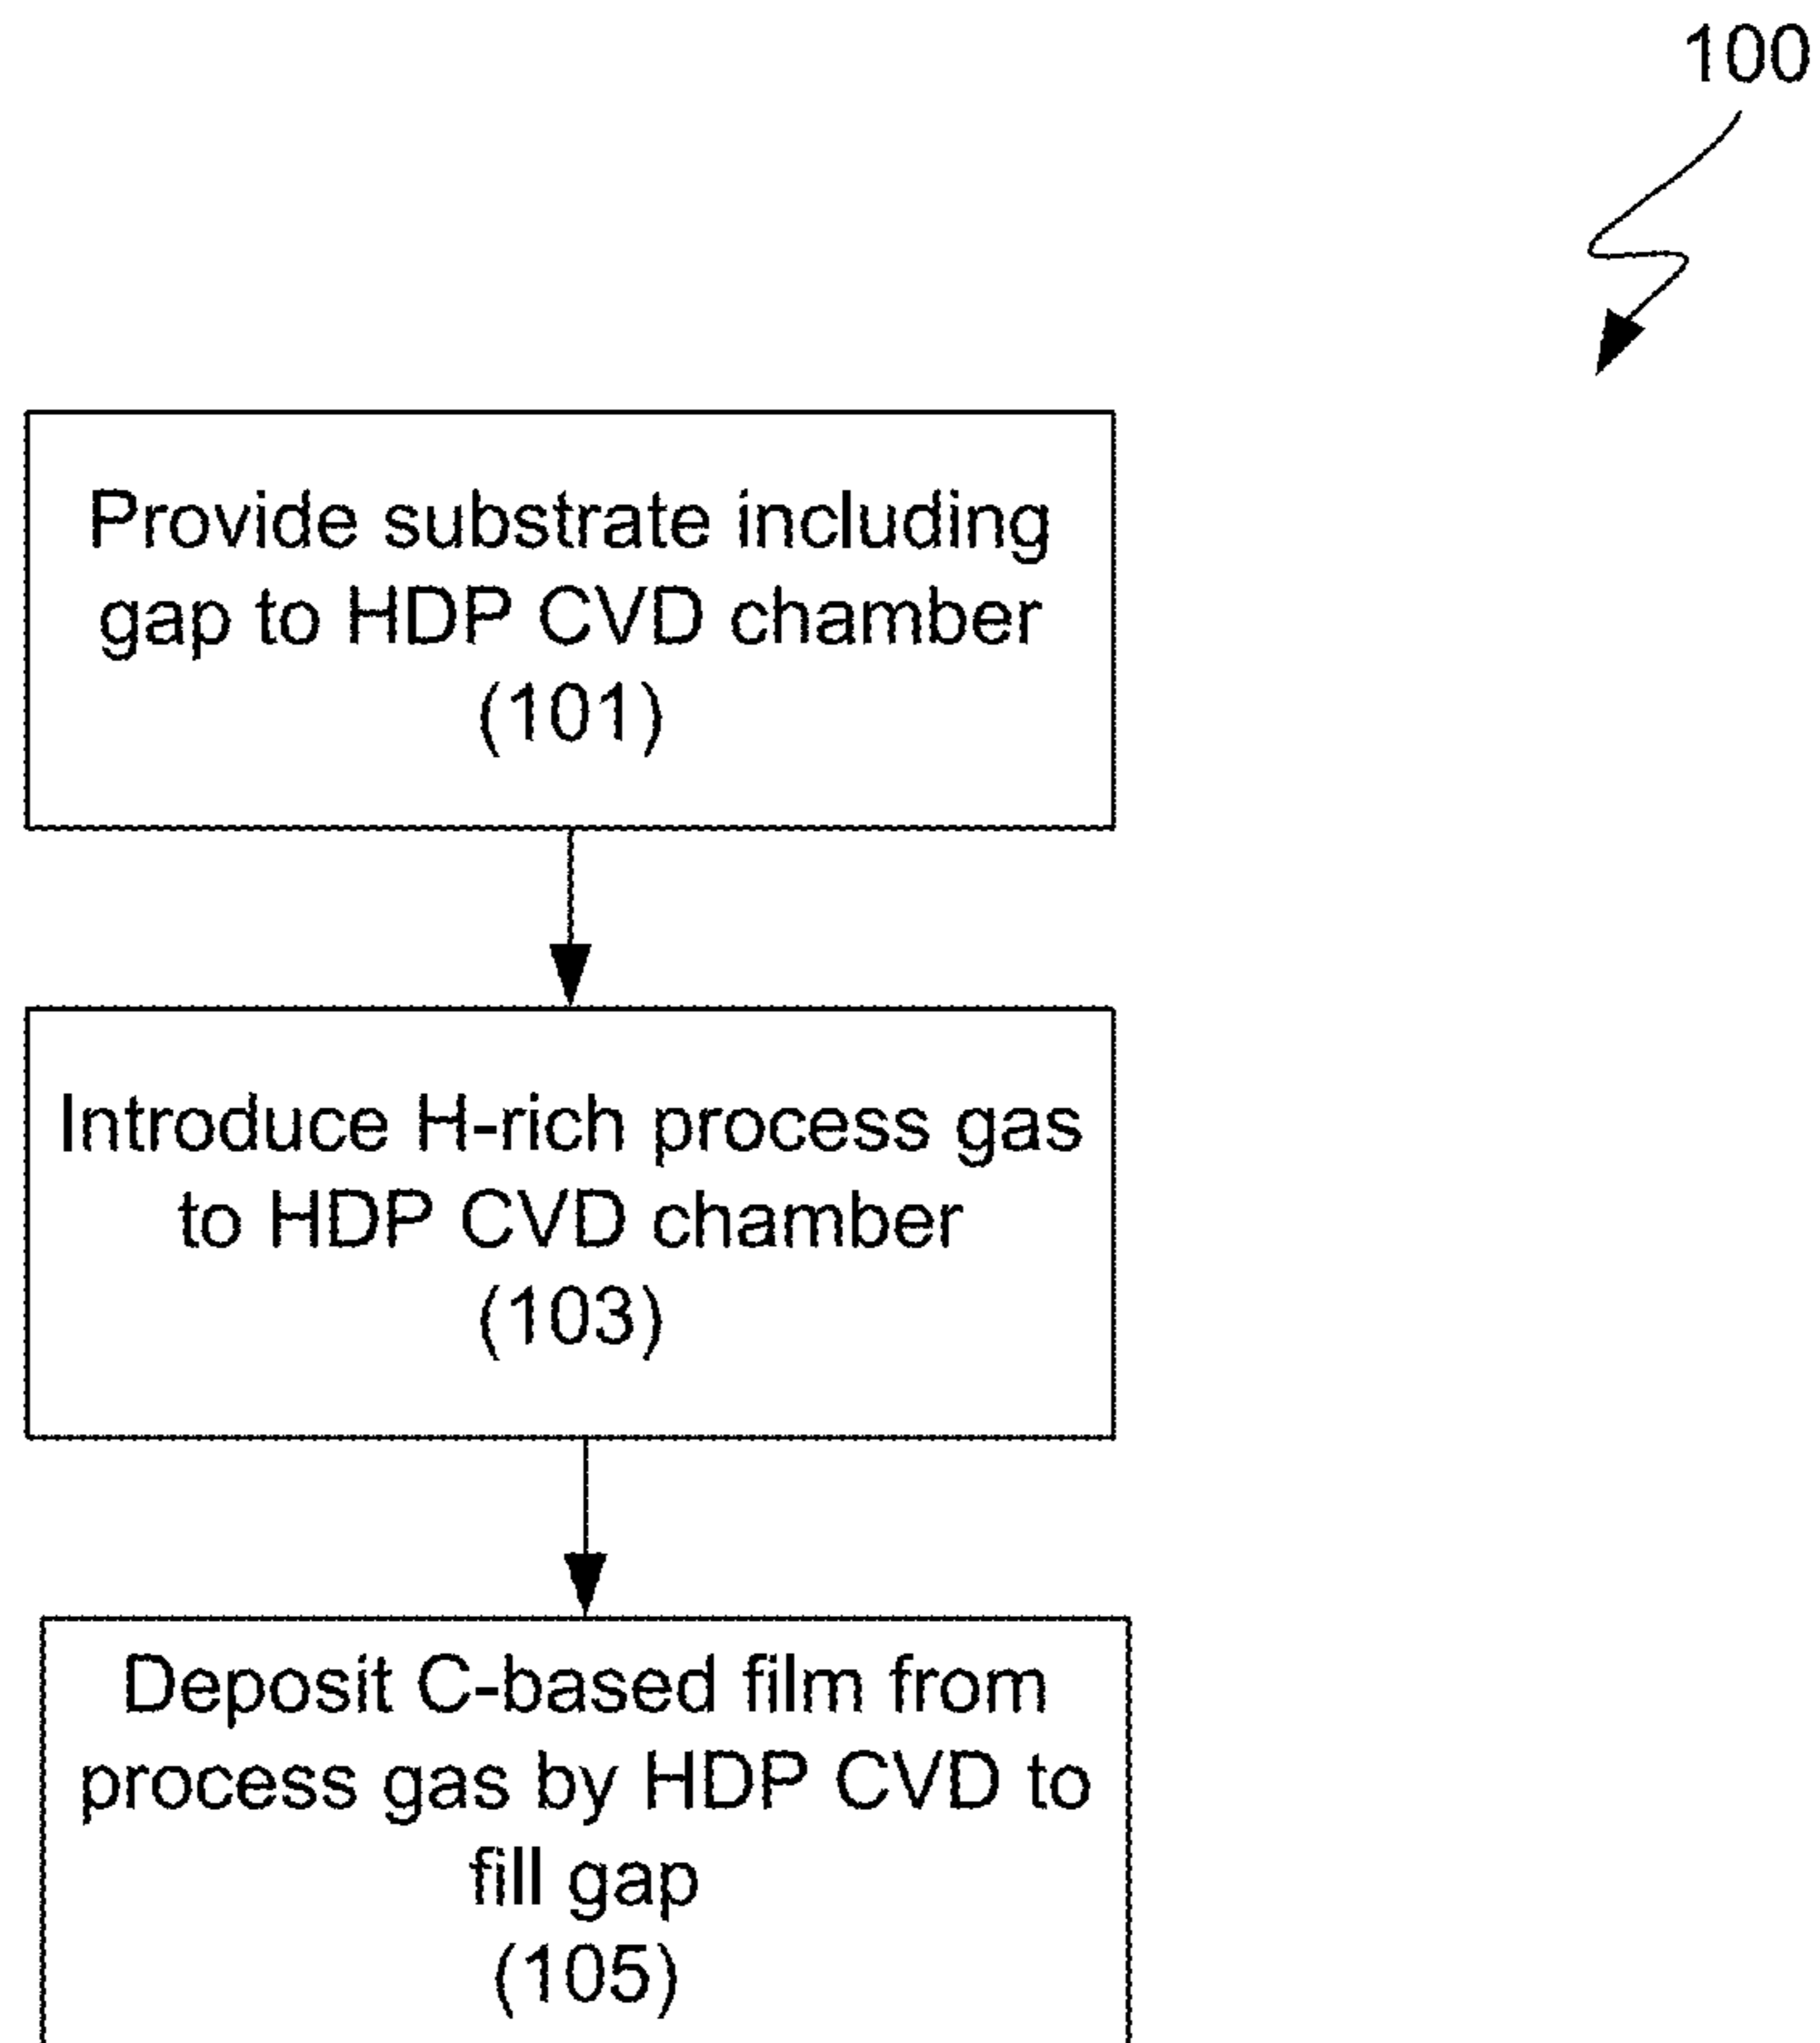 100
Provide substrate including
gap to HDP CVD chamber
(101)
Introduce H-rich process gas
to HDP CVD chamber
(103)
Deposit C-based film from
process gas by HDP CVD to
fill gap
(105)